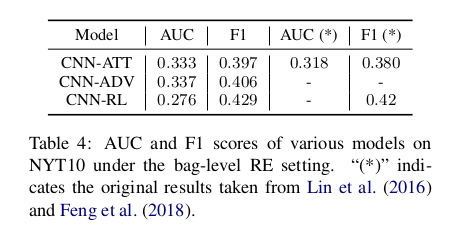 Model AUC F1 AUC (*) F1 (*)
CNN-ATT 0.333 0.397 0.318 0.380
CNN-ADV 0.337 0.406 - -
CNN-RL 0.276 0.429 - 0.42
Table 4: AUC and F1 scores of various models on
NYT10 under the bag-level RE setting. “(*)” indi-
cates the original results taken from Lin et al. (2016)
and Feng et al. (2018).